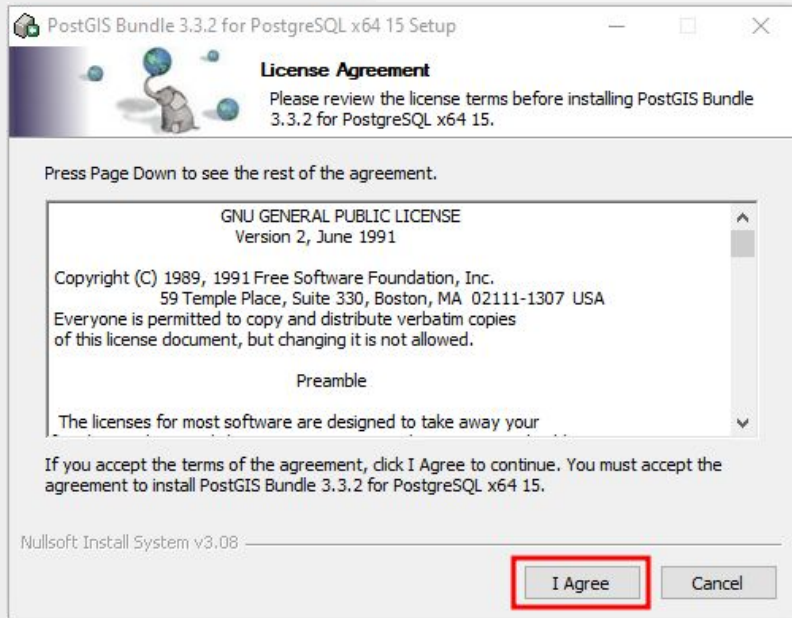 PostGIS Bundle 3.3.2 for PostgreSQL x64 15 Setup
License Agreement
Please review the license terms before installing PostGIS Bundle
3.3.2 for PostgreSQL x64 15.
Press Page Down to see the rest of the agreement.
GNU GENERAL PUBLIC LICENSE
Version 2, June 1991
Copyright (C) 1989, 1991 Free Software Foundation, Inc.
59 Temple Place, Suite 330, Boston, MA 02111-1307 USA
Everyone is permitted to copy and distribute verbatim copies
of this license document, but changing it is not allowed.
Preamble
The licenses for most software are designed to take away your
If you accept the terms of the agreement, click I Agree to continue. You must accept the
agreement to install PostGIS Bundle 3.3.2 for PostgreSQL x64 15.
Nullsoft Install System v3.08
I Agree
Cancel